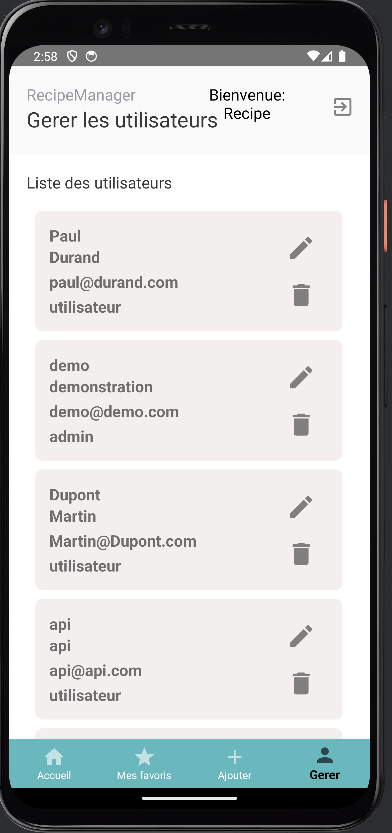 2:58
RecipeManager
Gerer les utilisateurs
Bienvenue:
Recipe
Liste des utilisateurs
Paul
Durand
paul@durand.com
utilisateur
demo
demonstration
demo@demo.com
admin
Dupont
Martin
Martin@Dupont.com
utilisateur
api
api
api@api.com
utilisateur
Accueil
Mes favoris
Ajouter
Gerer